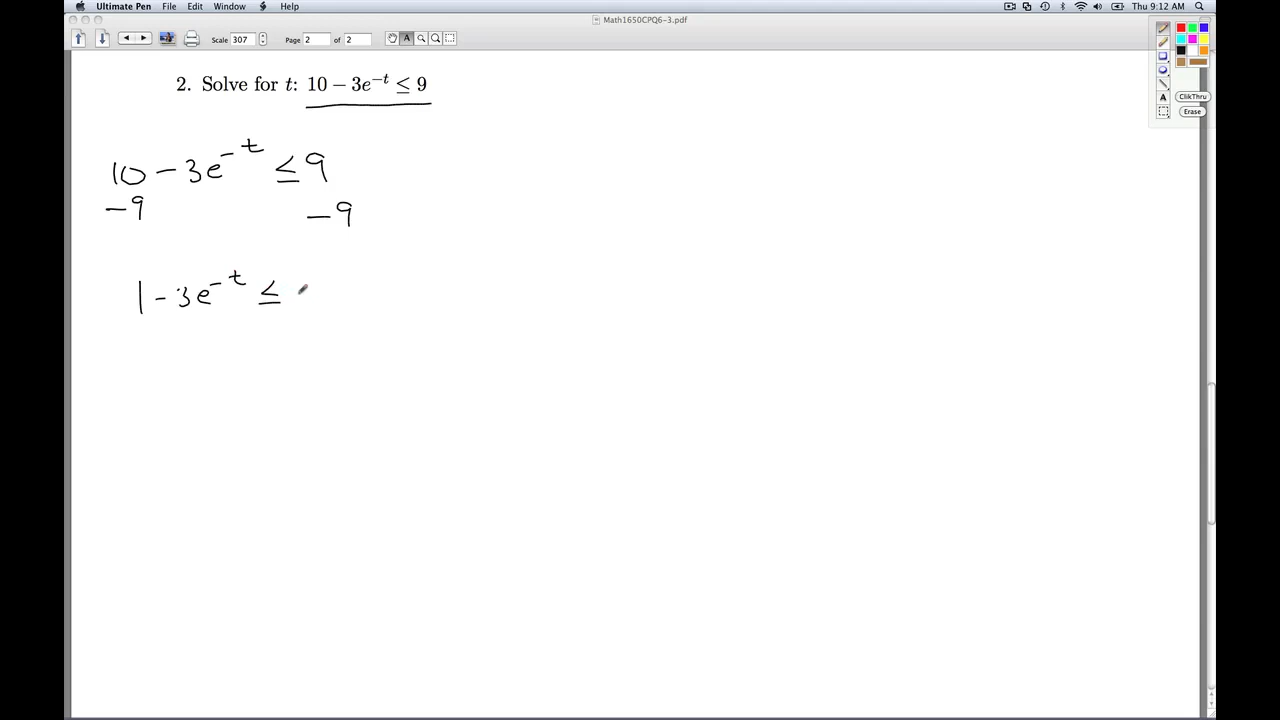 Ultimate Pen File Edit Window Help Thu 9:12 AM
Math1650CPQ6-3.pdf
Scale 307 Page 2 of 2 A
2. Solve for t: 10 − 3e^{−t} ≤ 9
10 − 3e^{−t} ≤ 9
−9 −9
1 − 3e^{−t} ≤
A
ClikThru
Erase